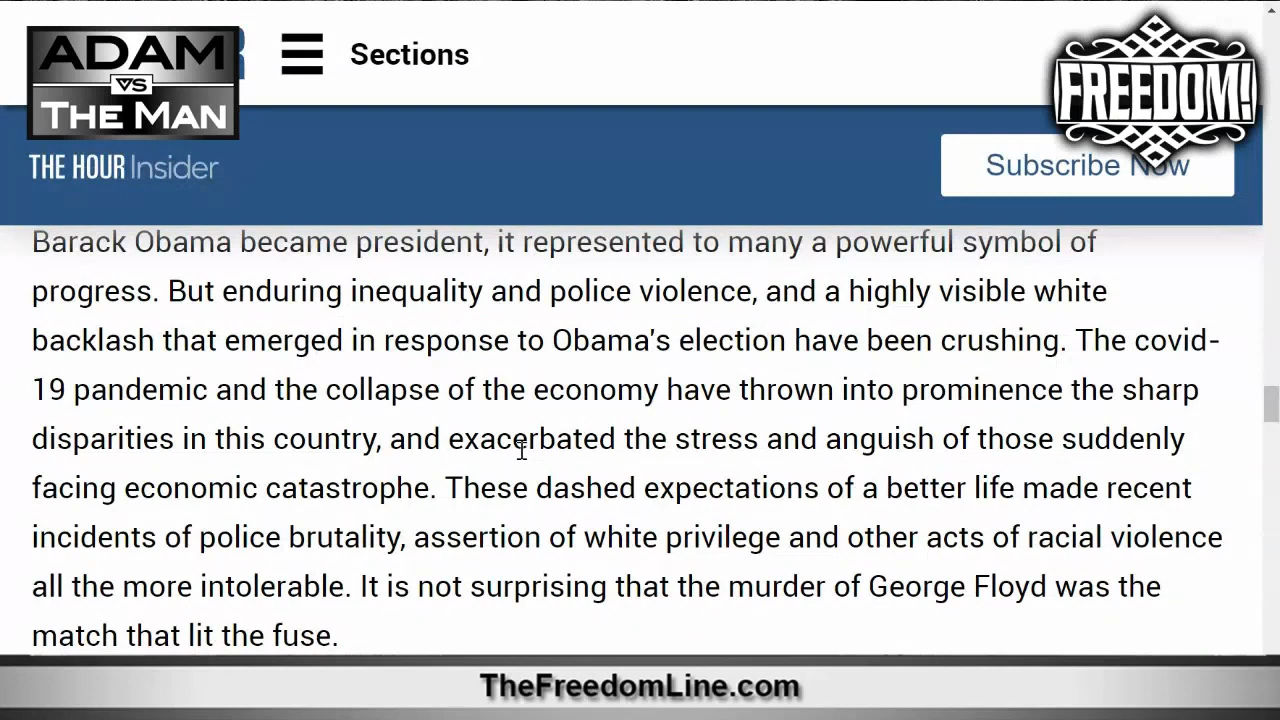 ADAM
VS
THE MAN
Sections
FREEDOM!
THE HOUR Insider
Subscribe Now
Barack Obama became president, it represented to many a powerful symbol of
progress. But enduring inequality and police violence, and a highly visible white
backlash that emerged in response to Obama's election have been crushing. The covid-
19 pandemic and the collapse of the economy have thrown into prominence the sharp
disparities in this country, and exacerbated the stress and anguish of those suddenly
facing economic catastrophe. These dashed expectations of a better life made recent
incidents of police brutality, assertion of white privilege and other acts of racial violence
all the more intolerable. It is not surprising that the murder of George Floyd was the
match that lit the fuse.
TheFreedomLine.com